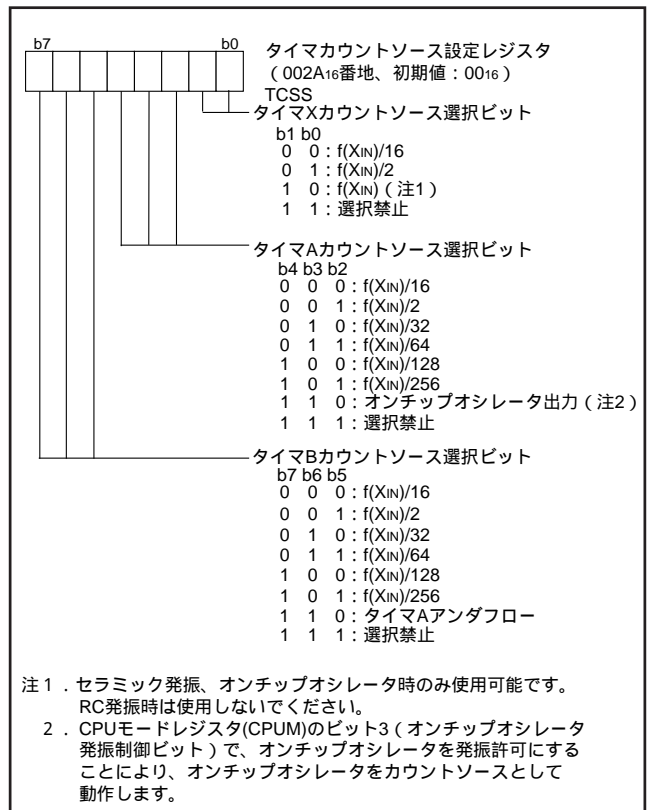 b7 b0
タイマカウントソース設定レジスタ
（002A16番地、初期値：0016）
TCSS
タイマXカウントソース選択ビット
b1 b0
0 0：f(XIN)/16
0 1：f(XIN)/2
1 0：f(XIN)（注1）
1 1：選択禁止
タイマAカウントソース選択ビット
b4 b3 b2
0 0 0：f(XIN)/16
0 0 1：f(XIN)/2
0 1 0：f(XIN)/32
0 1 1：f(XIN)/64
1 0 0：f(XIN)/128
1 0 1：f(XIN)/256
1 1 0：オンチップオシレータ出力（注2）
1 1 1：選択禁止
タイマBカウントソース選択ビット
b7 b6 b5
0 0 0：f(XIN)/16
0 0 1：f(XIN)/2
0 1 0：f(XIN)/32
0 1 1：f(XIN)/64
1 0 0：f(XIN)/128
1 0 1：f(XIN)/256
1 1 0：タイマAアンダフロー
1 1 1：選択禁止
注1．セラミック発振、オンチップオシレータ時のみ使用可能です。
RC発振時は使用しないでください。
2．CPUモードレジスタ(CPUM)のビット3（オンチップオシレータ
発振制御ビット）で、オンチップオシレータを発振許可にする
ことにより、オンチップオシレータをカウントソースとして
動作します。